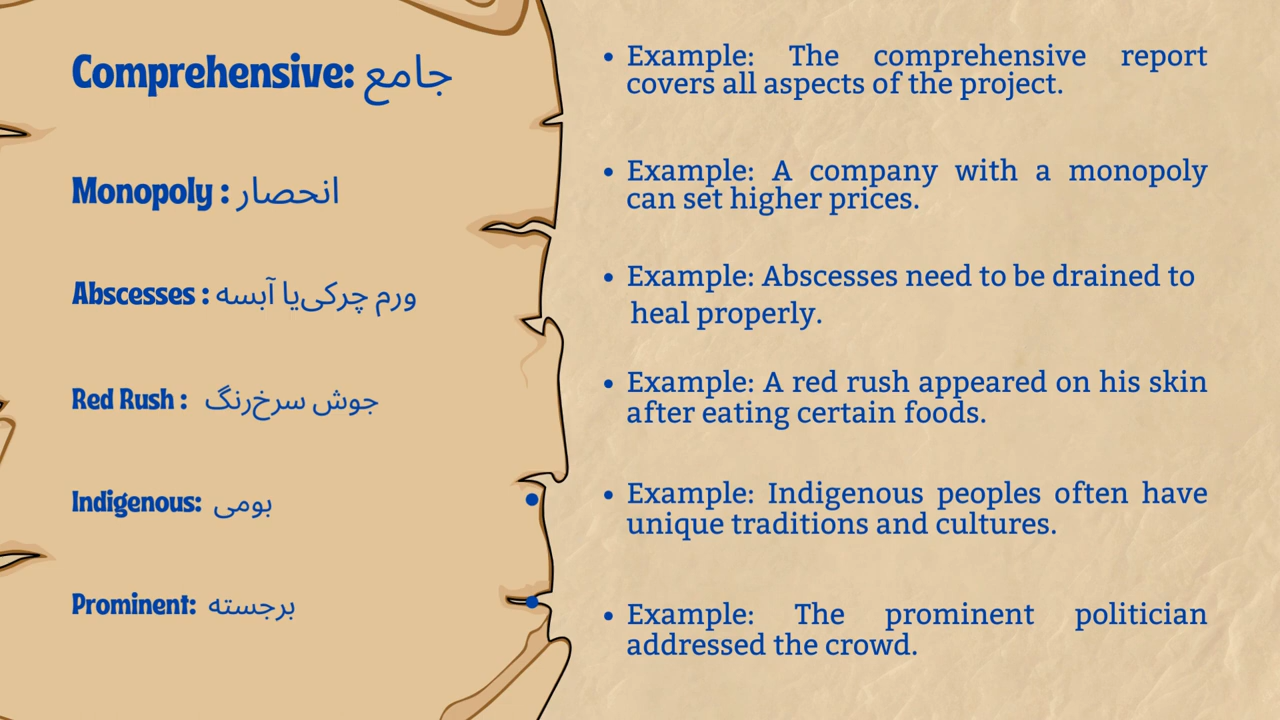 Comprehensive: جامع
Example: The comprehensive report
covers all aspects of the project.
Monopoly : انحصار
Example: A company with a monopoly
can set higher prices.
Abscesses : ورم چرکی‌یا آبسه
Example: Abscesses need to be drained to
heal properly.
Red Rush : جوش سرخ‌رنگ
Example: A red rush appeared on his skin
after eating certain foods.
Indigenous: بومی
Example: Indigenous peoples often have
unique traditions and cultures.
Prominent: برجسته
Example: The prominent politician
addressed the crowd.